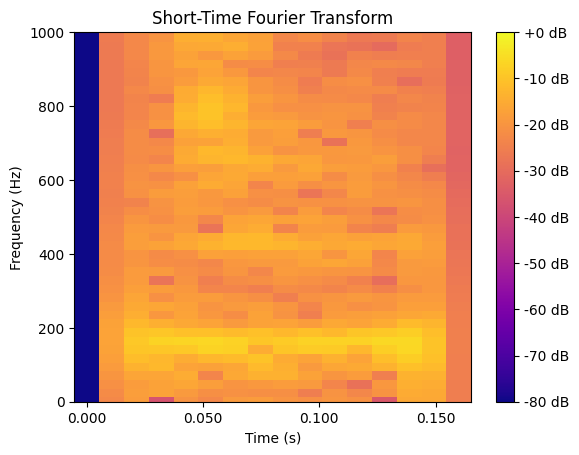 Short-Time Fourier Transform
Frequency (Hz)
1000
800
600
400
200
0
0.000
0.050
0.100
0.150
Time (s)
+0 dB
-10 dB
-20 dB
-30 dB
-40 dB
-50 dB
-60 dB
-70 dB
-80 dB